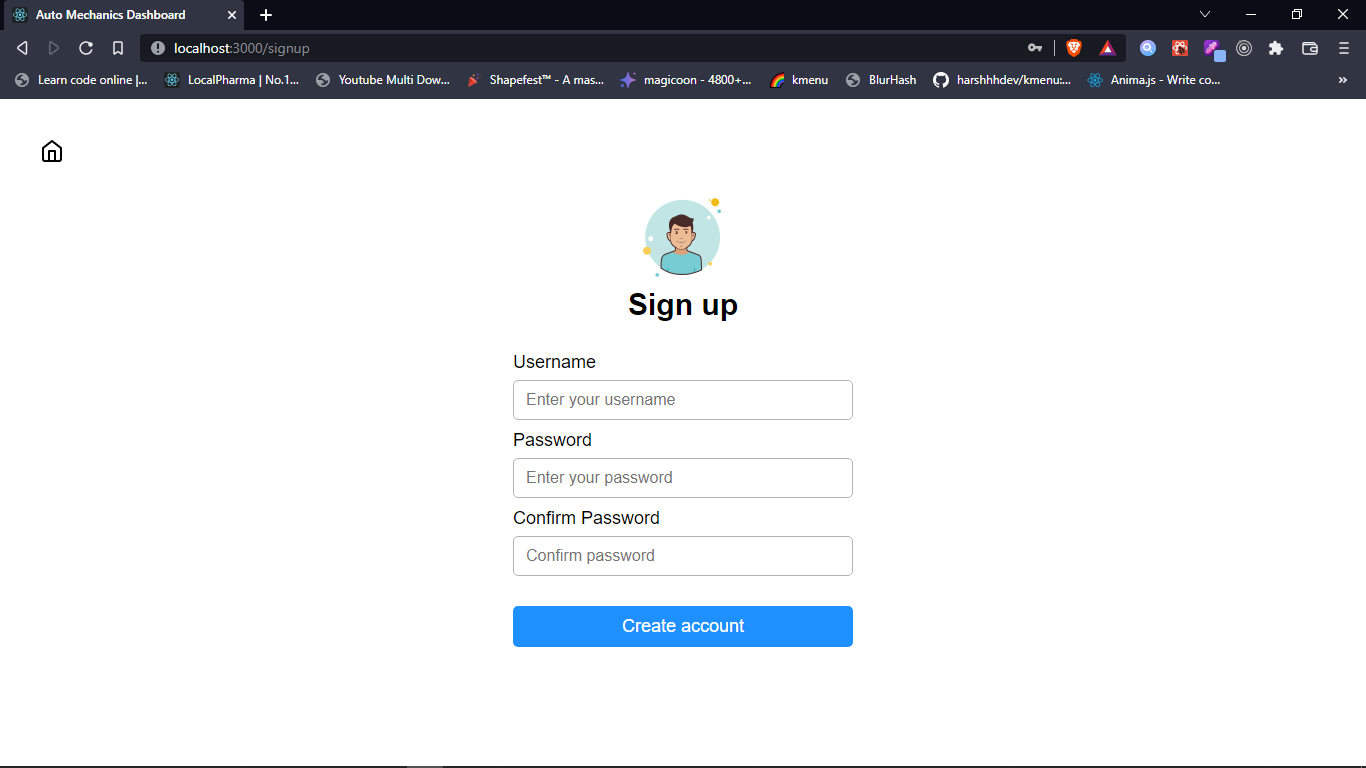 Auto Mechanics Dashboard
localhost:3000/signup
Learn code online |... LocalPharma | No.1... Youtube Multi Dow... Shapefest™ - A mas... magicoon - 4800+... kmenu BlurHash harshhhdev/kmenu:... Anima.js - Write co... »
Sign up
Username
Enter your username
Password
Enter your password
Confirm Password
Confirm password
Create account